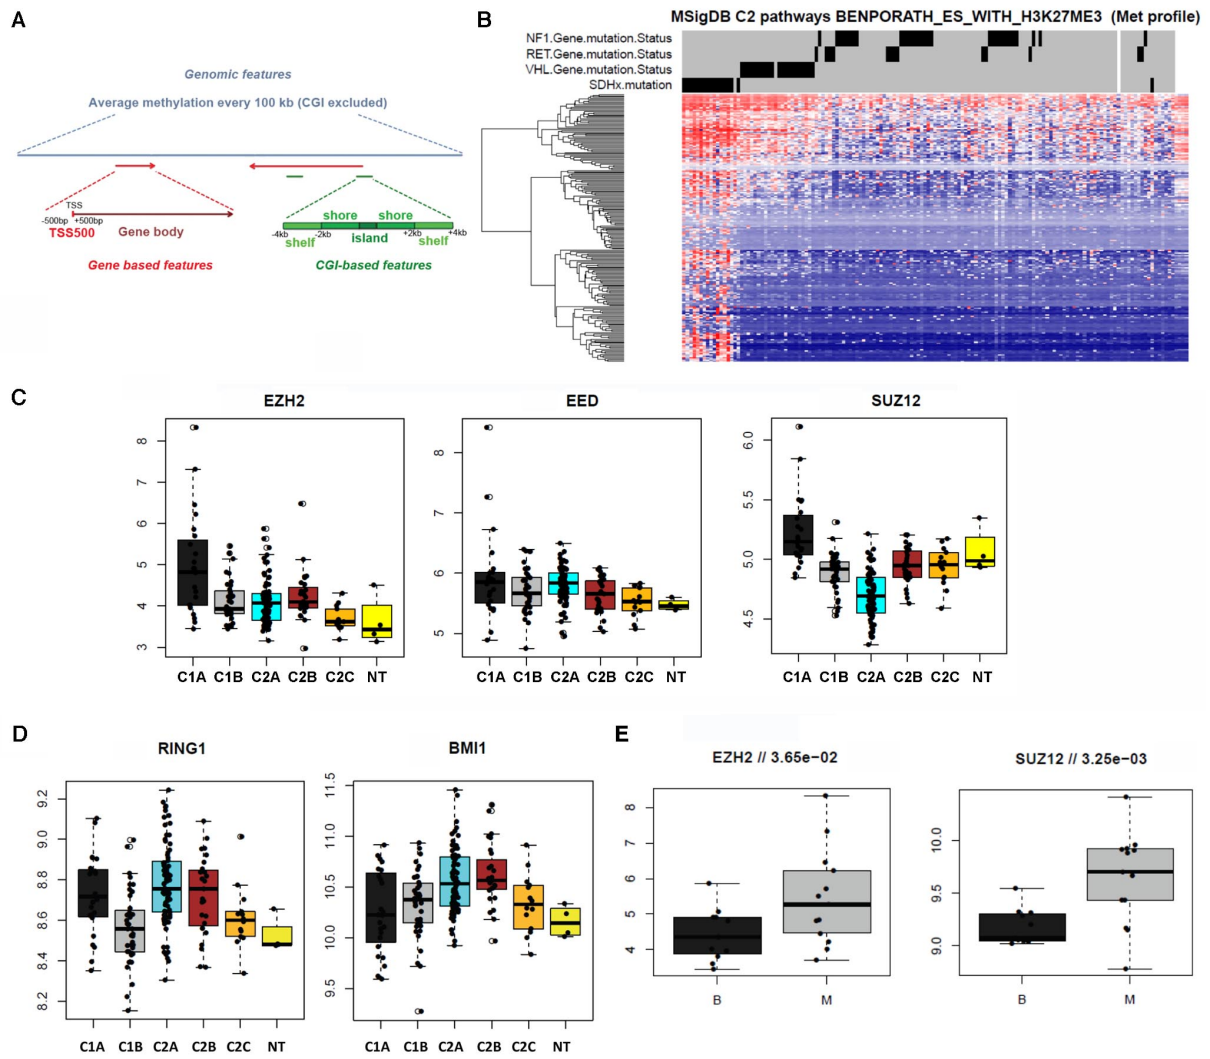 A
Genomic features
Average methylation every 100 kb (CGI excluded)
TSS
-500bp +500bp
TSS500
Gene body
shore shore
-4kb -2kb island +2kb +4kb
shelf shelf
Gene based features
CGI-based features
B
MSigDB C2 pathways BENPORATH_ES_WITH_H3K27ME3 (Met profile)
NF1.Gene.mutation.Status
RET.Gene.mutation.Status
VHL.Gene.mutation.Status
SDHx.mutation
C
EZH2
8
7
6
5
4
3
C1A C1B C2A C2B C2C NT
EED
8
7
6
5
C1A C1B C2A C2B C2C NT
SUZ12
6.0
5.5
5.0
4.5
C1A C1B C2A C2B C2C NT
D
RING1
9.2
9.0
8.8
8.6
8.4
8.2
C1A C1B C2A C2B C2C NT
BMI1
11.5
11.0
10.5
10.0
9.5
C1A C1B C2A C2B C2C NT
E
EZH2 // 3.65e−02
8
7
6
5
4
B M
SUZ12 // 3.25e−03
10.0
9.5
9.0
B M